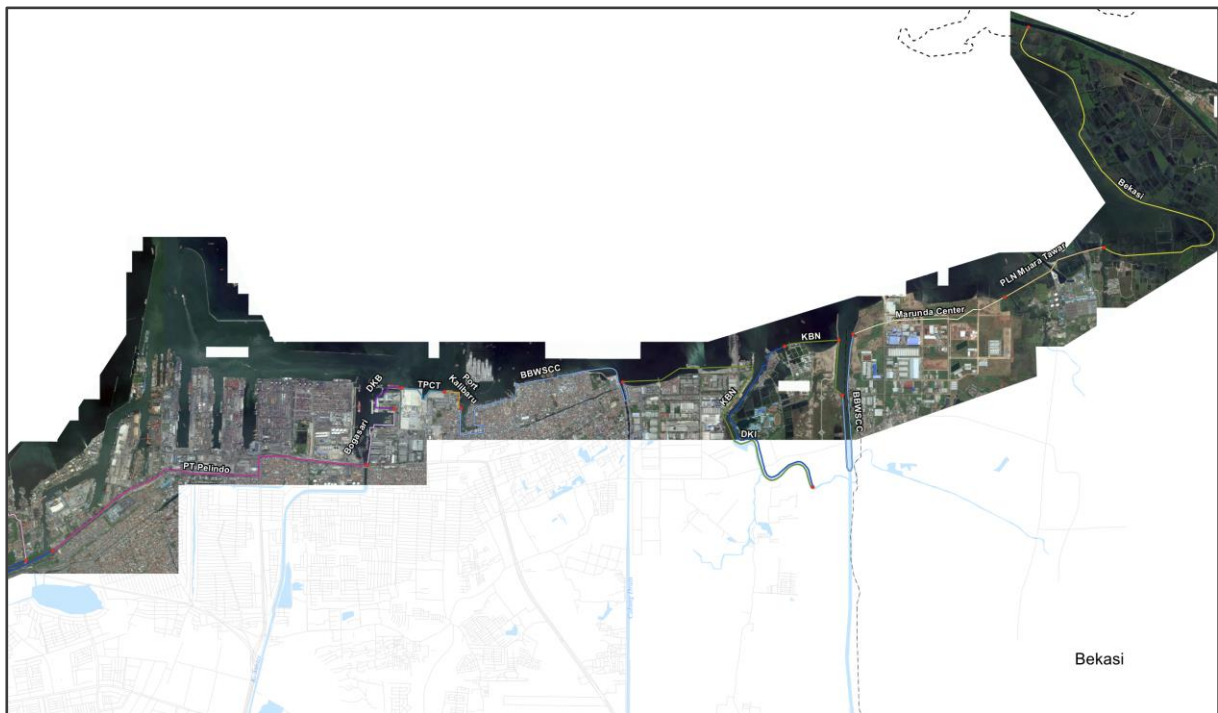 Bekasi
PLN Muara Tawar
Marunda Center
KBN
BBWSCC
DKB
TPCT
Port
Kalibaru
KBN
BBWSCC
Bogasari
DKI
PT Pelindo
Bekasi